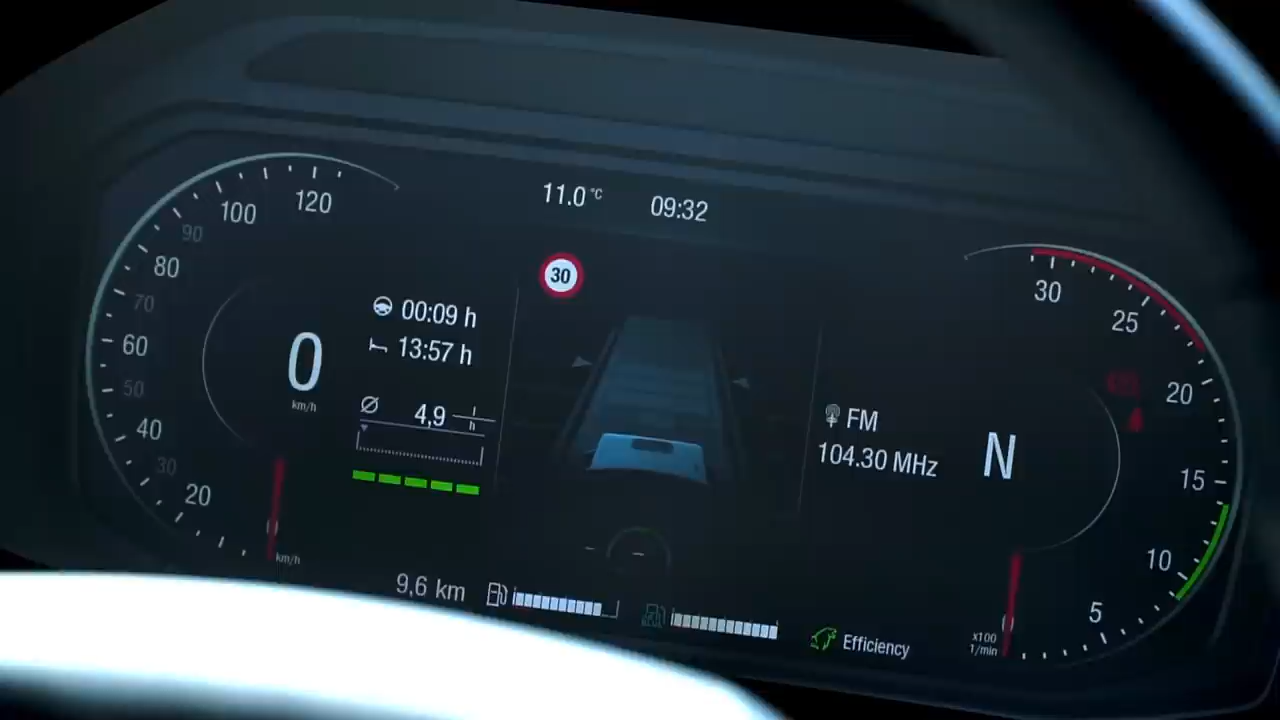 11.0 °C 09:32
30
120
100
90
80
70
60
50
40
30
20
0
km/h
0
km/h
00:09 h
13:57 h
Ø 4,9 l/h
FM
104.30 MHz
N
30
25
20
15
10
5
0
x100
1/min
9,6 km
Efficiency